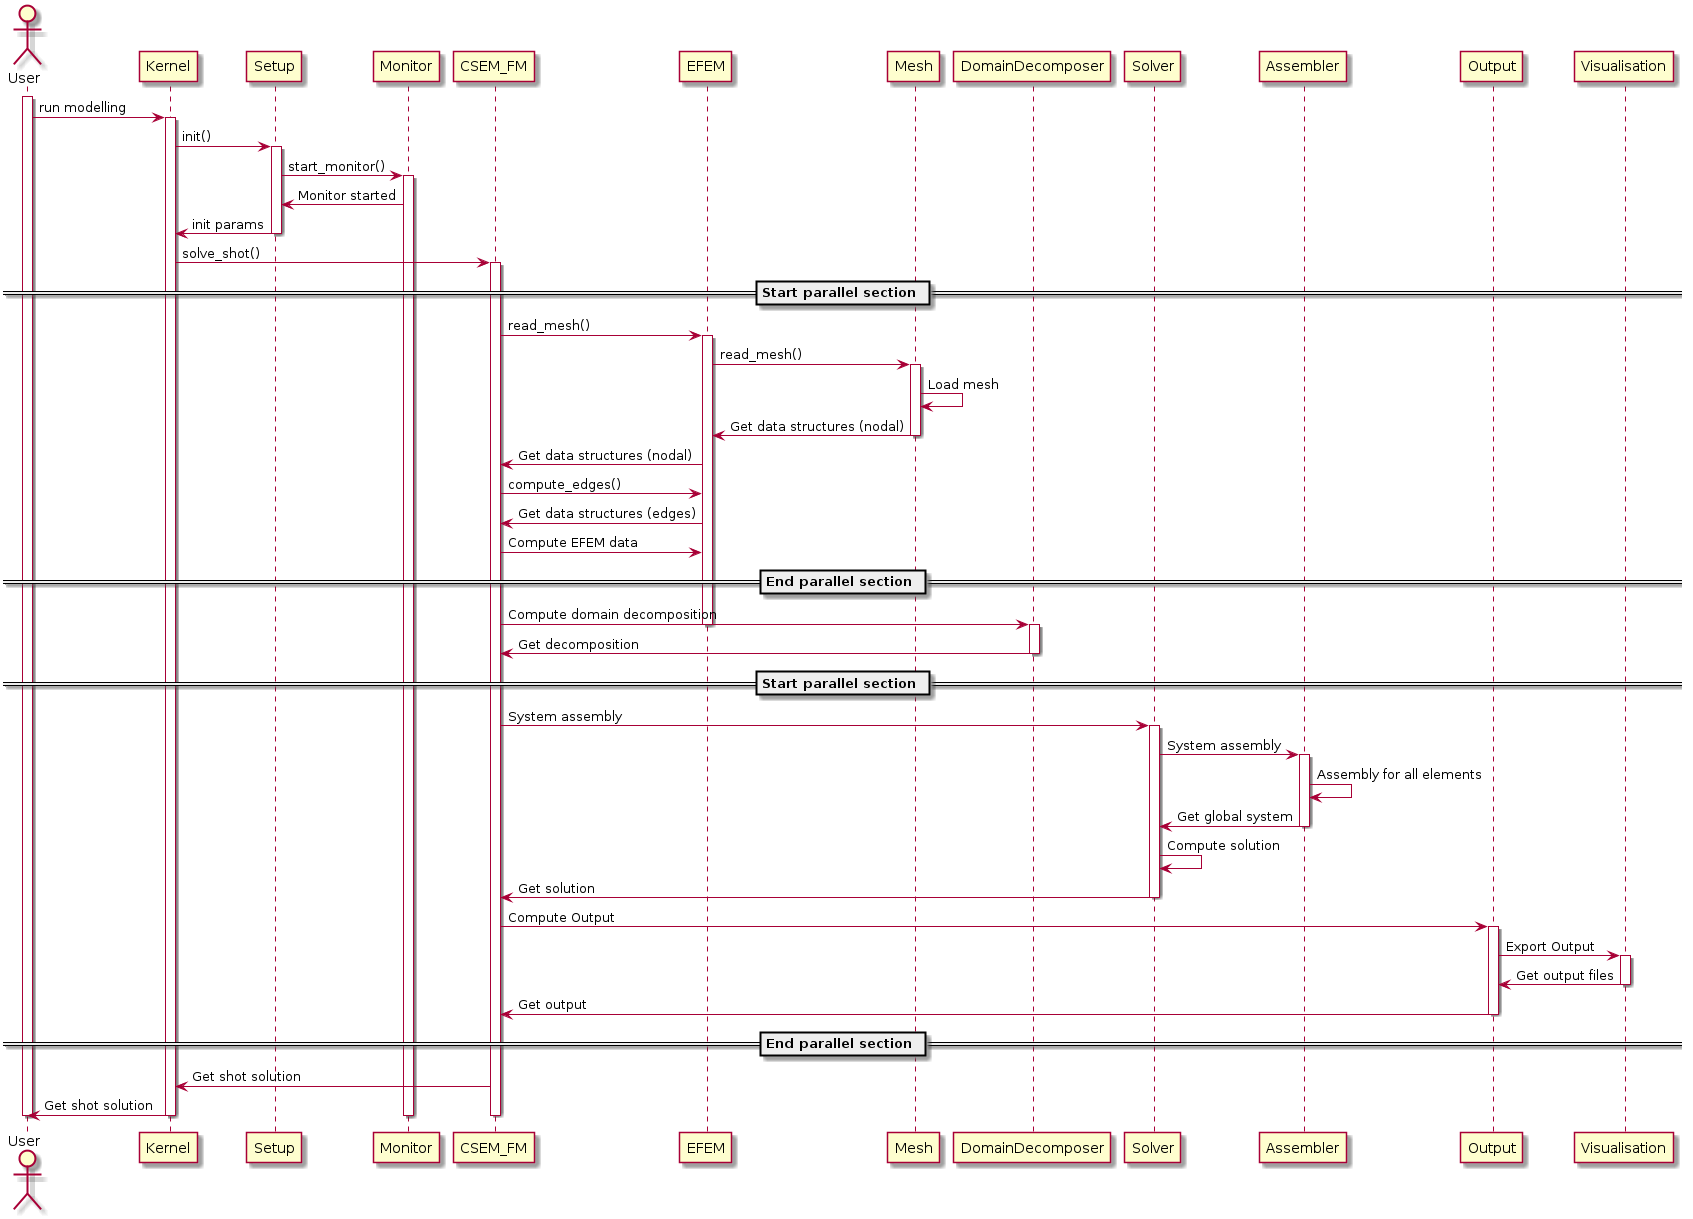 User
Kernel
Setup
Monitor
CSEM_FM
EFEM
Mesh
DomainDecomposer
Solver
Assembler
Output
Visualisation
run modelling
init()
start_monitor()
Monitor started
init params
solve_shot()
Start parallel section
read_mesh()
read_mesh()
Load mesh
Get data structures (nodal)
Get data structures (nodal)
compute_edges()
Get data structures (edges)
Compute EFEM data
End parallel section
Compute domain decomposition
Get decomposition
Start parallel section
System assembly
System assembly
Assembly for all elements
Get global system
Compute solution
Get solution
Compute Output
Export Output
Get output files
Get output
End parallel section
Get shot solution
Get shot solution
User
Kernel
Setup
Monitor
CSEM_FM
EFEM
Mesh
DomainDecomposer
Solver
Assembler
Output
Visualisation